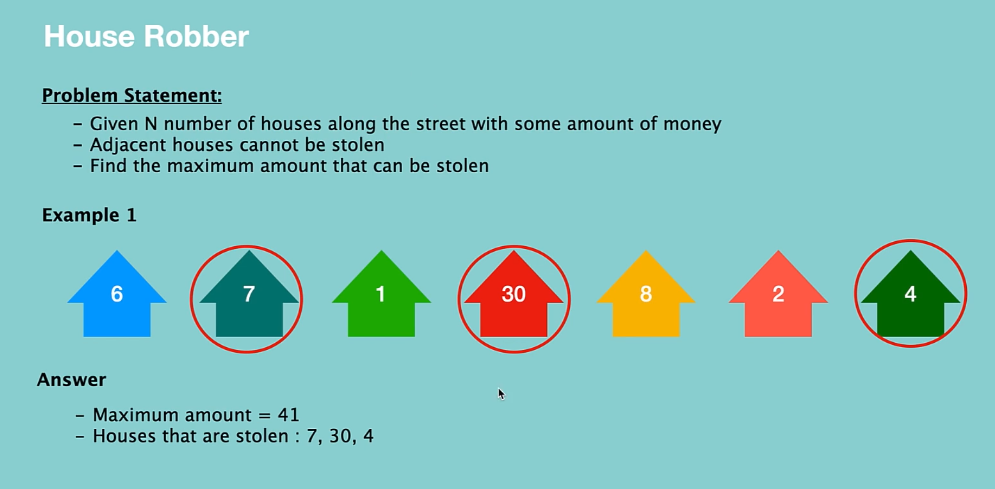 House Robber
Problem Statement:
– Given N number of houses along the street with some amount of money
– Adjacent houses cannot be stolen
– Find the maximum amount that can be stolen
Example 1
6 7 1 30 8 2 4
Answer
– Maximum amount = 41
– Houses that are stolen : 7, 30, 4